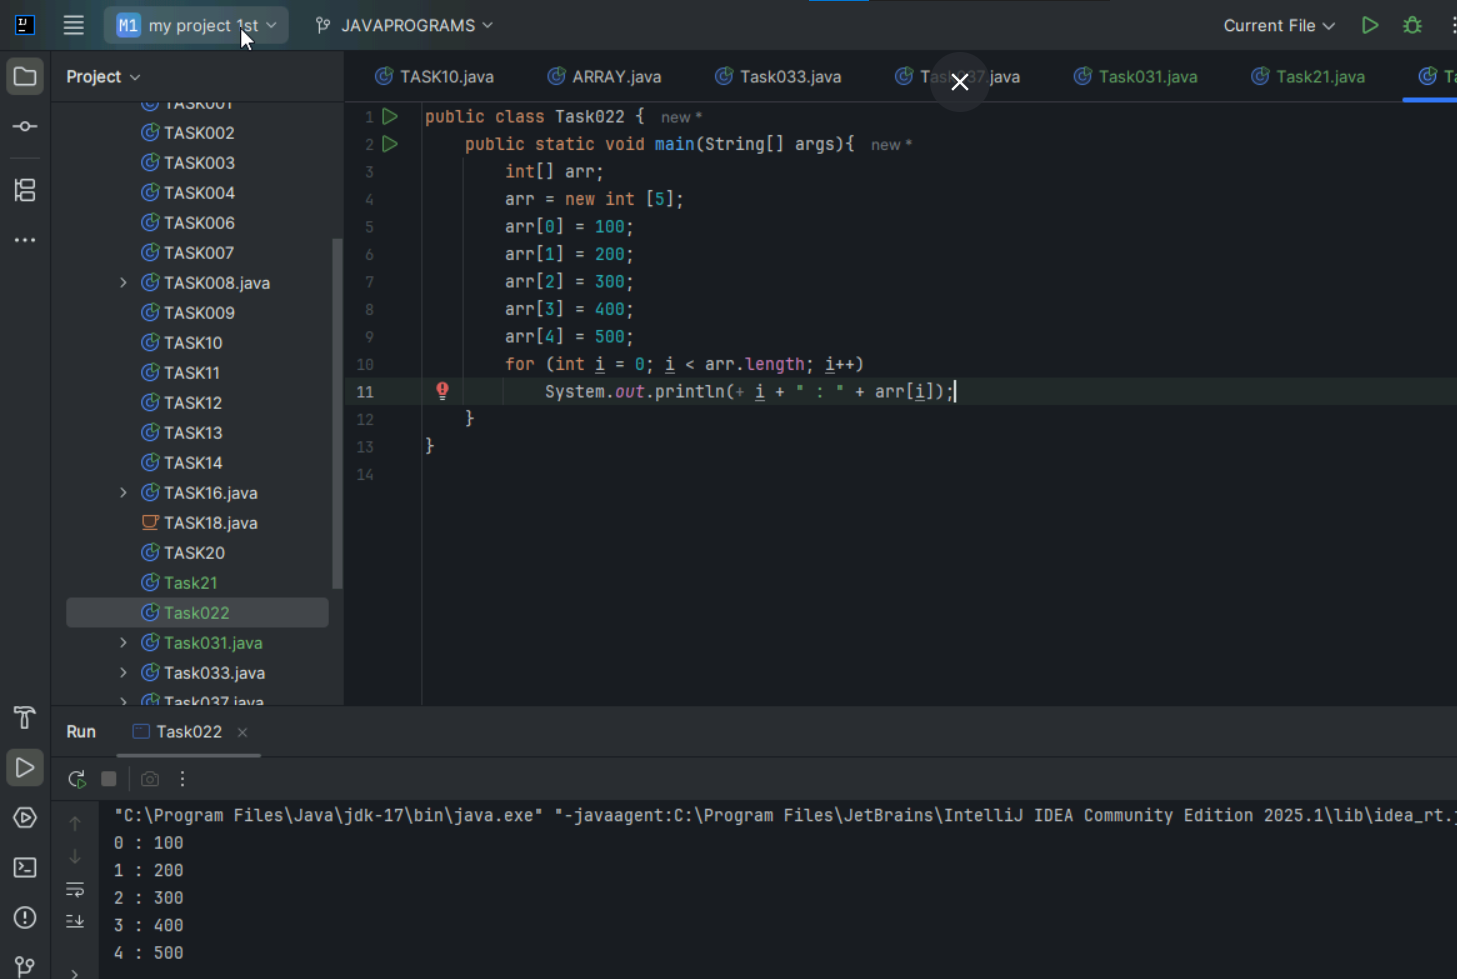 M1 my project 1st JAVAPROGRAMS Current File
Project
TASK10.java ARRAY.java Task033.java Task037.java Task031.java Task21.java
TASK001
TASK002
TASK003
TASK004
TASK006
TASK007
TASK008.java
TASK009
TASK10
TASK11
TASK12
TASK13
TASK14
TASK16.java
TASK18.java
TASK20
Task21
Task022
Task031.java
Task033.java
Task037.java
1 public class Task022 { new *
2 public static void main(String[] args){ new *
3 int[] arr;
4 arr = new int [5];
5 arr[0] = 100;
6 arr[1] = 200;
7 arr[2] = 300;
8 arr[3] = 400;
9 arr[4] = 500;
10 for (int i = 0; i < arr.length; i++)
11 System.out.println(+ i + " : " + arr[i]);
12 }
13 }
14
Run Task022
"C:\Program Files\Java\jdk-17\bin\java.exe" "-javaagent:C:\Program Files\JetBrains\IntelliJ IDEA Community Edition 2025.1\lib\idea_rt.j
0 : 100
1 : 200
2 : 300
3 : 400
4 : 500